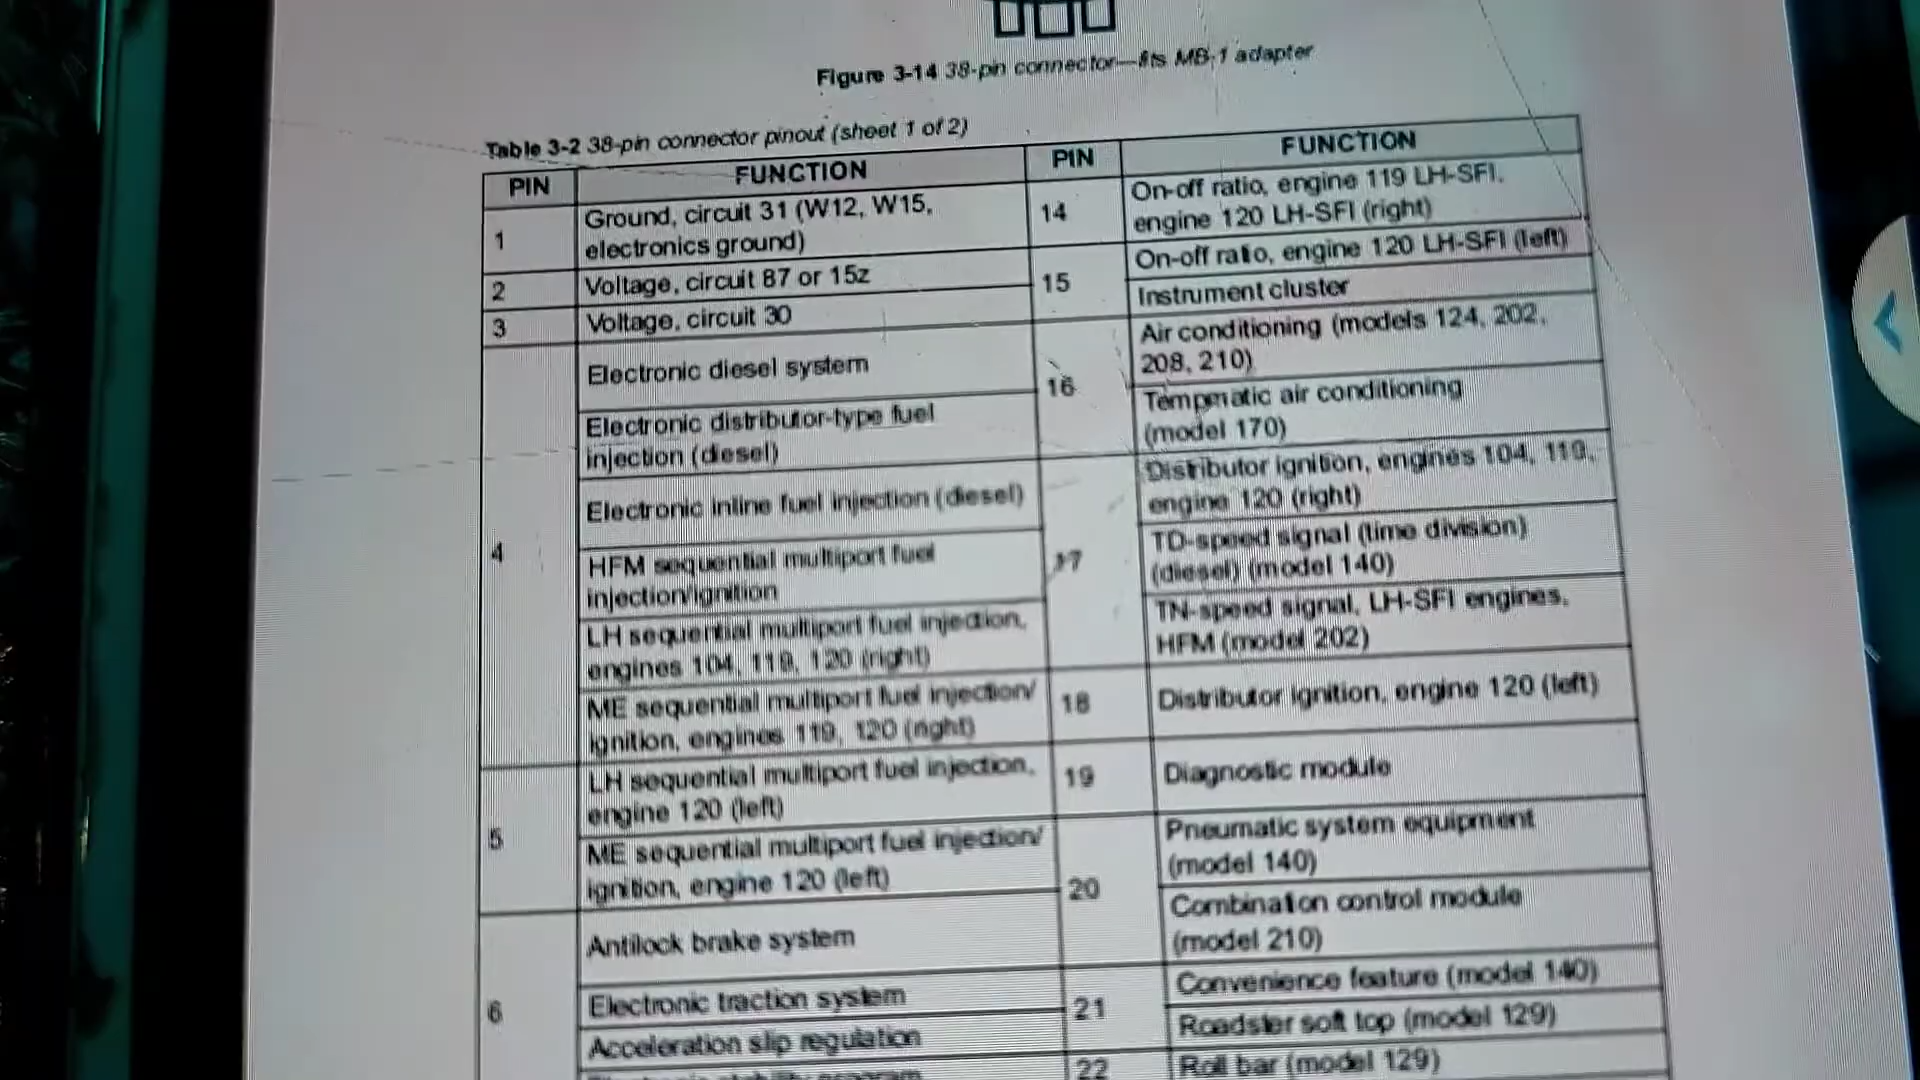 Figure 3-14 38-pin connector—fits MB-1 adapter
Table 3-2 38-pin connector pinout (sheet 1 of 2)
PIN
FUNCTION
1
Ground, circuit 31 (W12, W15,
electronics ground)
2
Voltage, circuit 87 or 15z
3
Voltage, circuit 30
4
Electronic diesel system
Electronic distributor-type fuel
injection (diesel)
Electronic inline fuel injection (diesel)
HFM sequential multiport fuel
injection/ignition
LH sequential multiport fuel injection,
engines 104, 119, 120 (right)
ME sequential multiport fuel injection/
ignition, engines 119, 120 (right)
5
LH sequential multiport fuel injection,
engine 120 (left)
ME sequential multiport fuel injection/
ignition, engine 120 (left)
6
Antilock brake system
Electronic traction system
Acceleration slip regulation
PIN
FUNCTION
14
On-off ratio, engine 119 LH-SFI,
engine 120 LH-SFI (right)
15
On-off ratio, engine 120 LH-SFI (left)
Instrument cluster
16
Air conditioning (models 124, 202,
208, 210)
Tempmatic air conditioning
(model 170)
17
Distributor ignition, engines 104, 119,
engine 120 (right)
TD-speed signal (time division)
(diesel) (model 140)
TN-speed signal, LH-SFI engines,
HFM (model 202)
18
Distributor ignition, engine 120 (left)
19
Diagnostic module
20
Pneumatic system equipment
(model 140)
Combination control module
(model 210)
21
Convenience feature (model 140)
Roadster soft top (model 129)
22
Roll bar (model 129)